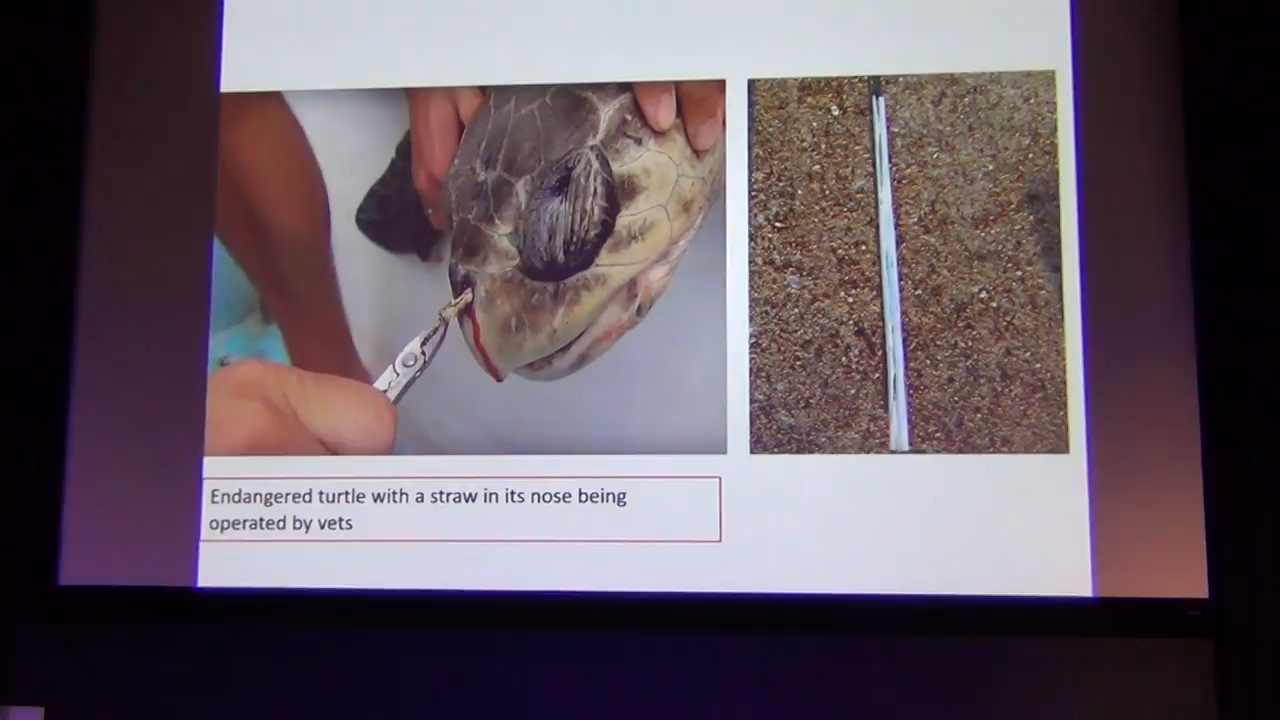 Endangered turtle with a straw in its nose being
operated by vets